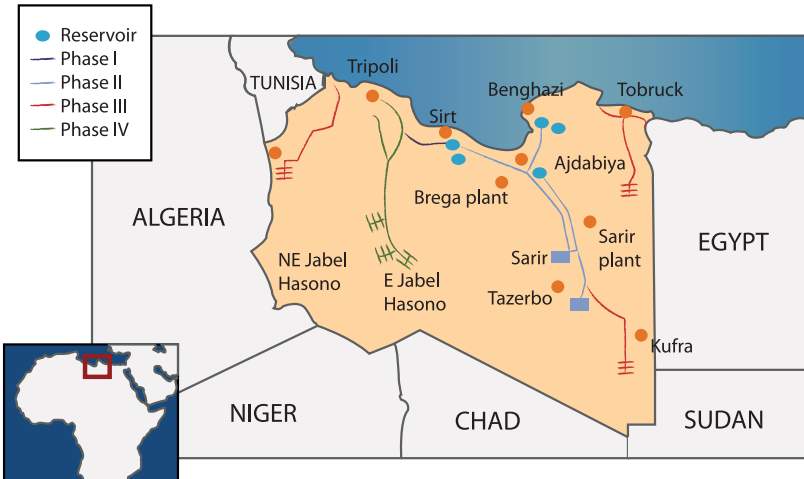 Reservoir
Phase I
Phase II
Phase III
Phase IV
TUNISIA
Tripoli
Sirt
Benghazi
Tobruck
Ajdabiya
Brega plant
ALGERIA
EGYPT
NE Jabel
Hasono
E Jabel
Hasono
Sarir
Sarir
plant
Tazerbo
Kufra
NIGER
CHAD
SUDAN